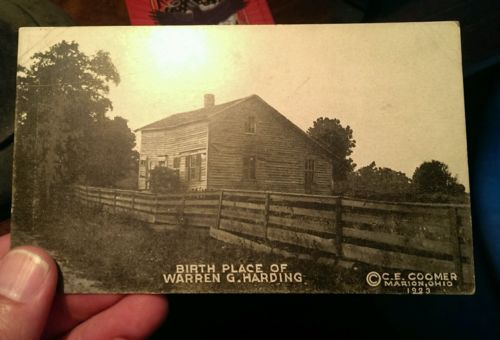 BIRTH PLACE OF
WARREN G. HARDING
© C. E. COOMER
MARION, OHIO
1923